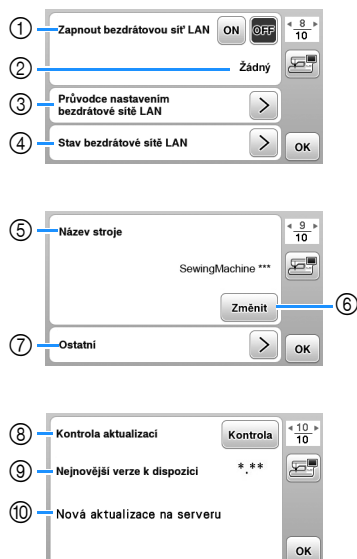 ① Zapnout bezdrátovou síť LAN ON OFF 8
10
② Žádný
③ Průvodce nastavením
bezdrátové sítě LAN >
④ Stav bezdrátové sítě LAN > OK
⑤ Název stroje 9
10
SewingMachine ***
Změnit ⑥
⑦ Ostatní > OK
⑧ Kontrola aktualizací Kontrola 10
10
⑨ Nejnovější verze k dispozici *.**
⑩ Nová aktualizace na serveru
OK